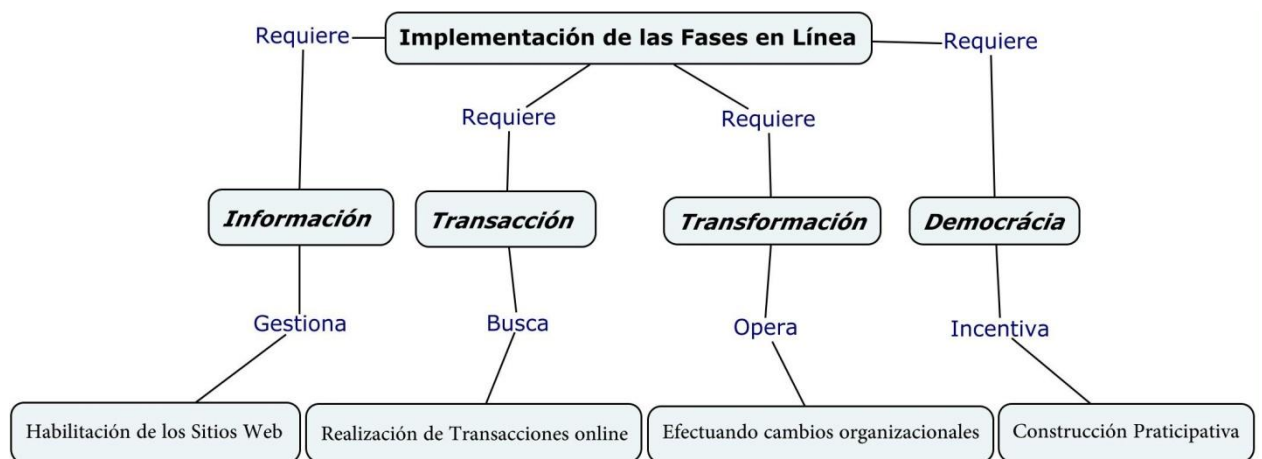 Implementación de las Fases en Línea
Requiere
Requiere
Requiere
Requiere
Información
Transacción
Transformación
Democrácia
Gestiona
Busca
Opera
Incentiva
Habilitación de los Sitios Web
Realización de Transacciones online
Efectuando cambios organizacionales
Construcción Praticipativa